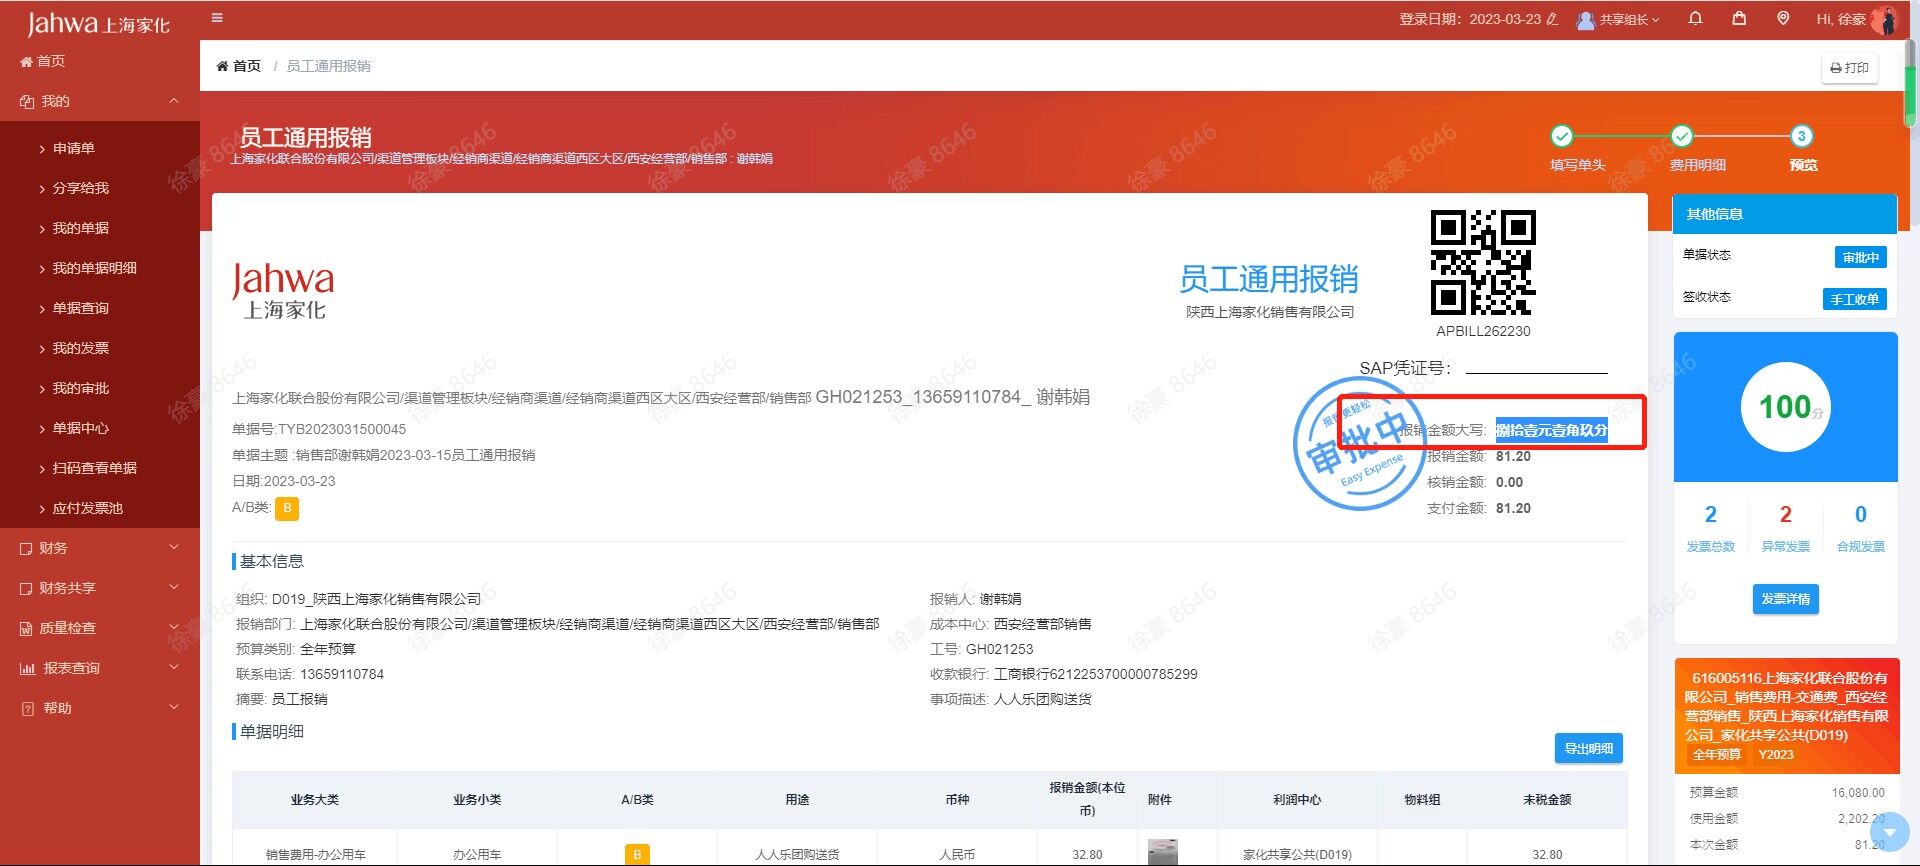 Jahwa 上海家化
登录日期：2023-03-23
共享组长
Hi, 徐豪
首页
我的
申请单
分享给我
我的单据
我的单据明细
单据查询
我的发票
我的审批
单据中心
扫码查看单据
应付发票池
财务
财务共享
质量检查
报表查询
帮助
首页 / 员工通用报销
打印
员工通用报销
上海家化联合股份有限公司/渠道管理板块/经销商渠道/经销商渠道西区大区/西安经营部/销售部 : 谢韩娟
填写单头
费用明细
3
预览
Jahwa
上海家化
员工通用报销
陕西上海家化销售有限公司
APBILL262230
SAP凭证号：
上海家化联合股份有限公司/渠道管理板块/经销商渠道/经销商渠道西区大区/西安经营部/销售部 GH021253_13659110784_ 谢韩娟
单据号:TYB2023031500045
单据主题 :销售部谢韩娟2023-03-15员工通用报销
日期:2023-03-23
A/B类: B
报销更轻松
审批中
Easy Expense
报销金额大写: 捌拾壹元壹角玖分
报销金额: 81.20
核销金额: 0.00
支付金额: 81.20
基本信息
组织: D019_陕西上海家化销售有限公司
报销人: 谢韩娟
报销部门: 上海家化联合股份有限公司/渠道管理板块/经销商渠道/经销商渠道西区大区/西安经营部/销售部
成本中心: 西安经营部销售
预算类别: 全年预算
工号: GH021253
联系电话: 13659110784
收款银行: 工商银行6212253700000785299
摘要: 员工报销
事项描述: 人人乐团购送货
单据明细
导出明细
业务大类 业务小类 A/B类 用途 币种 报销金额(本位币) 附件 利润中心 物料组 未税金额
销售费用-办公用车 办公用车 B 人人乐团购送货 人民币 32.80 家化共享公共(D019) 32.80
其他信息
单据状态 审批中
签收状态 手工收单
100分
2 2 0
发票总数 异常发票 合规发票
发票详情
616005116上海家化联合股份有
限公司_销售费用-交通费_西安经
营部销售_陕西上海家化销售有限
公司_家化共享公共(D019)
全年预算 Y2023
预算金额 16,080.00
使用金额 2,202.20
本次金额 81.20
徐豪 8646